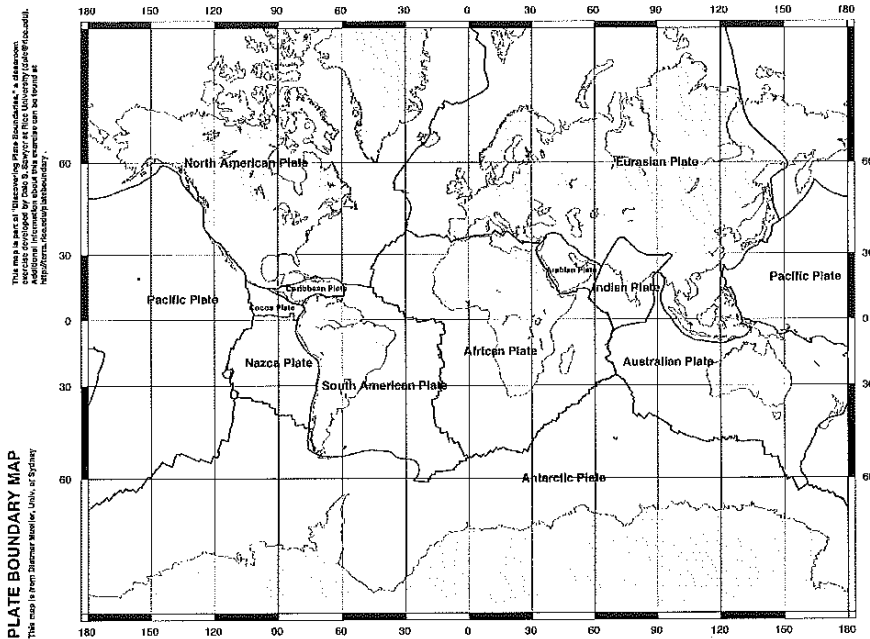 PLATE BOUNDARY MAP
This map is from Dietmar Mueller, Univ. of Sydney
This map is part of "Discovering Plate Boundaries," a classroom
exercise developed by Dale S. Sawyer at Rice University (dale@rice.edu).
Additional information about this exercise can be found at
180 150 120 90 60 30 0 30 60 90 120 150 180
60 60
30 30
0 0
30 30
60 60
North American Plate
Eurasian Plate
Arabian Plate
Pacific Plate
Caribbean Plate
Indian Plate
Pacific Plate
Cocos Plate
Nazca Plate
African Plate
Australian Plate
South American Plate
Antarctic Plate
180 150 120 90 60 30 0 30 60 90 120 150 180